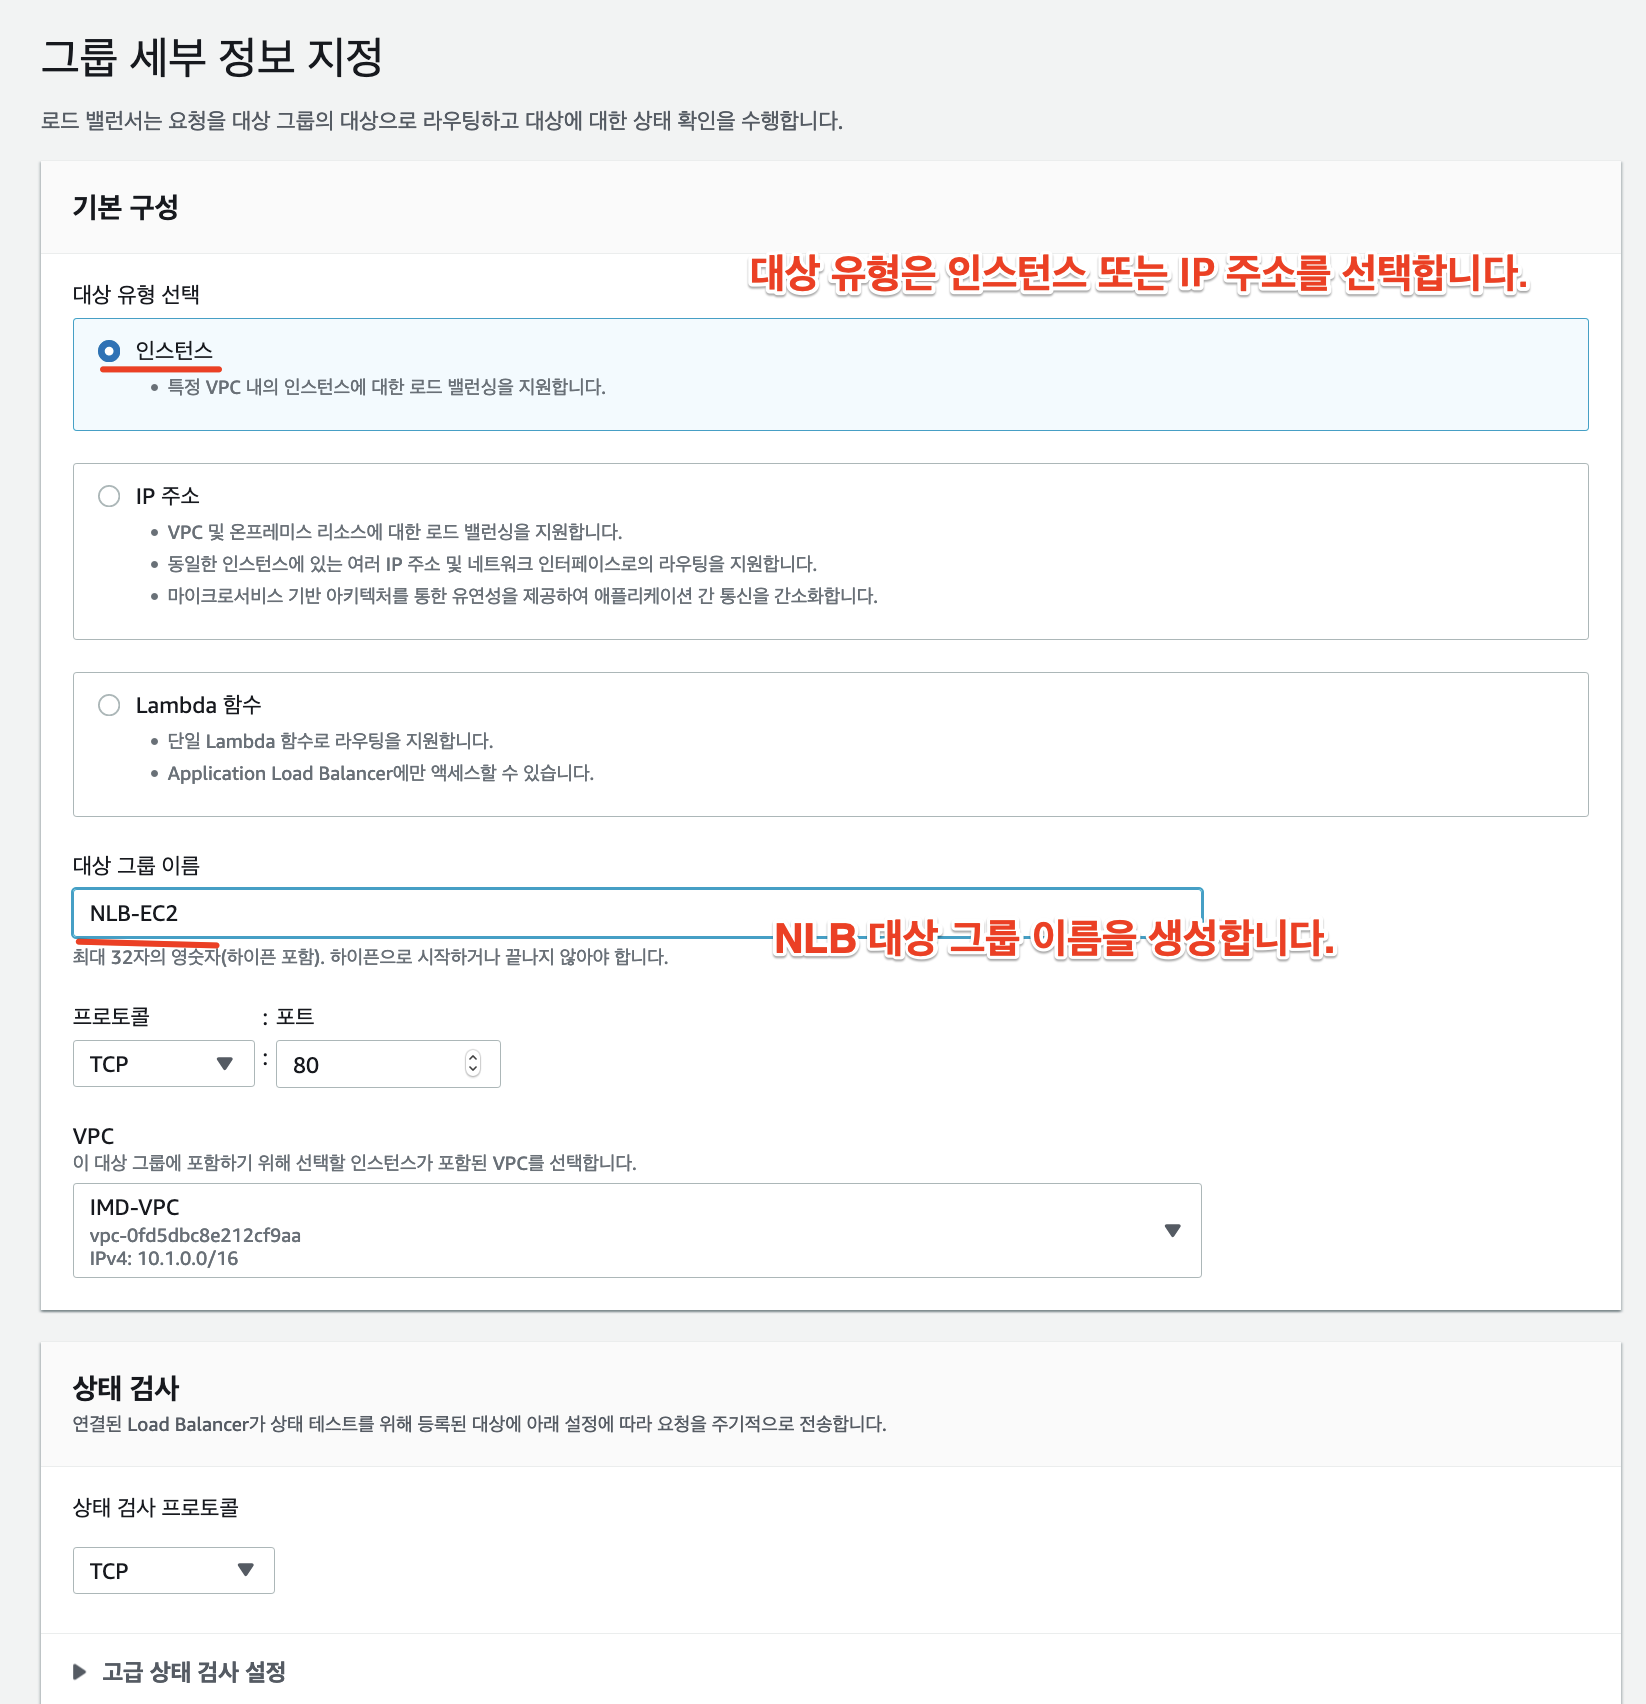 그룹 세부 정보 지정
로드 밸런서는 요청을 대상 그룹의 대상으로 라우팅하고 대상에 대한 상태 확인을 수행합니다.
기본 구성
대상 유형은 인스턴스 또는 IP 주소를 선택합니다.
대상 유형 선택
인스턴스
• 특정 VPC 내의 인스턴스에 대한 로드 밸런싱을 지원합니다.
IP 주소
• VPC 및 온프레미스 리소스에 대한 로드 밸런싱을 지원합니다.
• 동일한 인스턴스에 있는 여러 IP 주소 및 네트워크 인터페이스로의 라우팅을 지원합니다.
• 마이크로서비스 기반 아키텍처를 통한 유연성을 제공하여 애플리케이션 간 통신을 간소화합니다.
Lambda 함수
• 단일 Lambda 함수로 라우팅을 지원합니다.
• Application Load Balancer에만 액세스할 수 있습니다.
대상 그룹 이름
NLB-EC2
NLB 대상 그룹 이름을 생성합니다.
최대 32자의 영숫자(하이픈 포함). 하이픈으로 시작하거나 끝나지 않아야 합니다.
프로토콜 : 포트
TCP : 80
VPC
이 대상 그룹에 포함하기 위해 선택할 인스턴스가 포함된 VPC를 선택합니다.
IMD-VPC
vpc-0fd5dbc8e212cf9aa
IPv4: 10.1.0.0/16
상태 검사
연결된 Load Balancer가 상태 테스트를 위해 등록된 대상에 아래 설정에 따라 요청을 주기적으로 전송합니다.
상태 검사 프로토콜
TCP
고급 상태 검사 설정